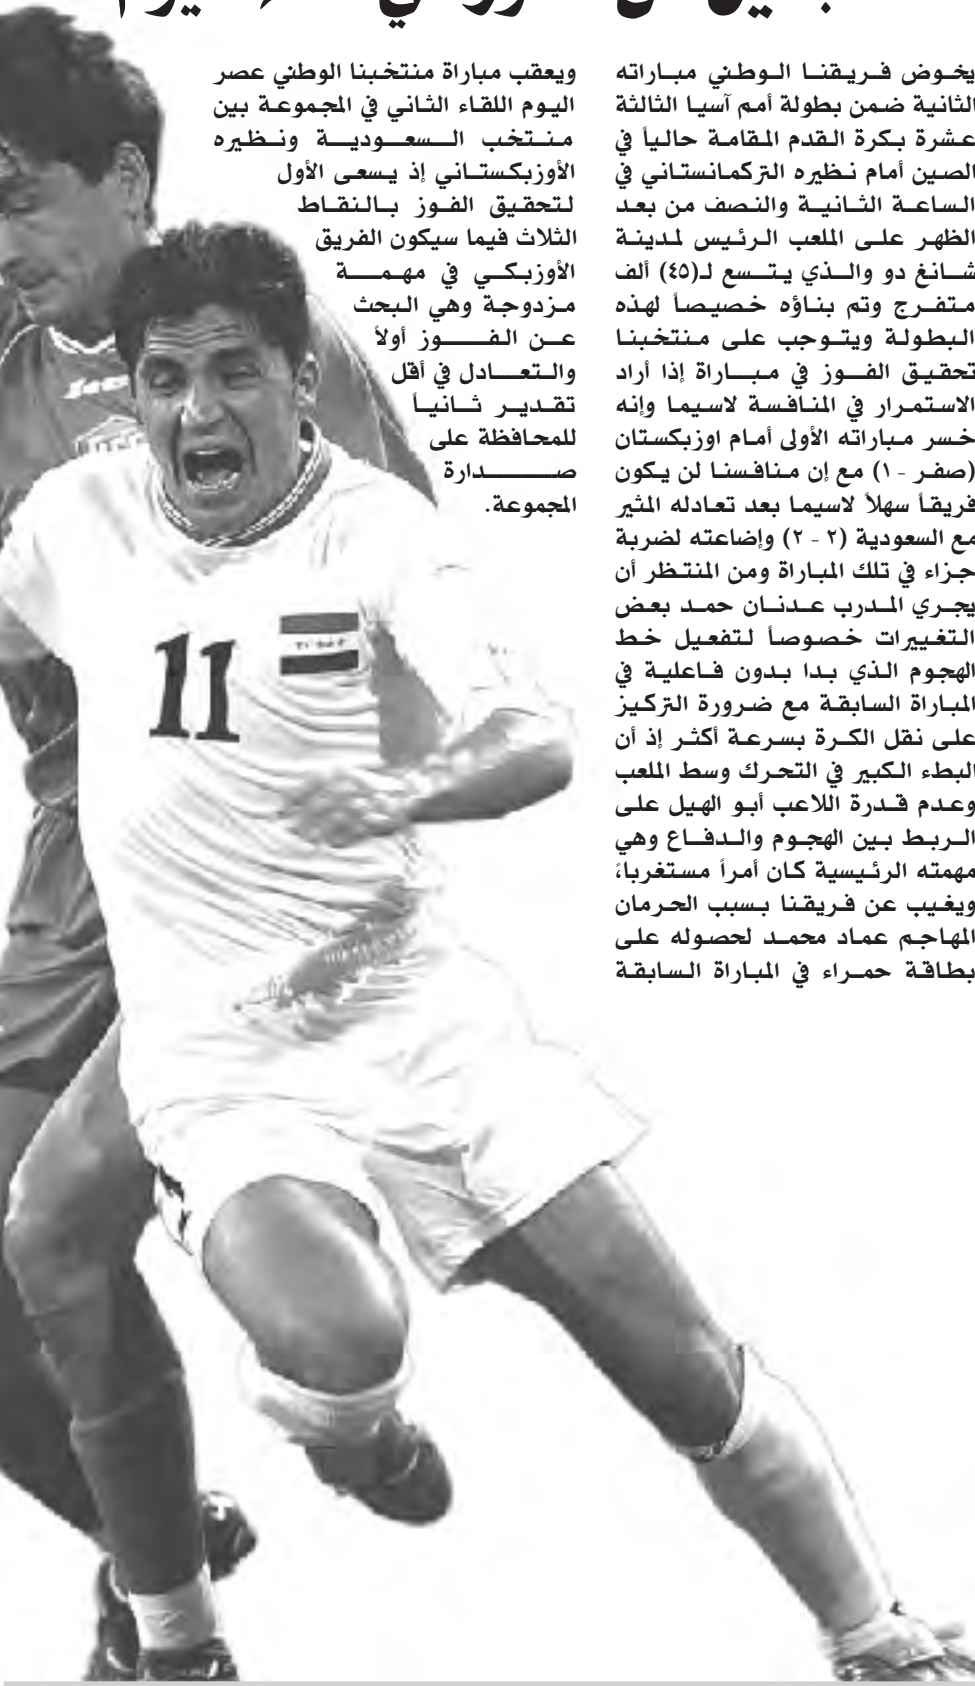 يخوض فريقنا الوطني مباراته
الثانية ضمن بطولة أمم آسيا الثالثة
عشرة بكرة القدم المقامة حالياً في
الصين أمام نظيره التركمانستاني في
الساعة الثانية والنصف من بعد
الظهر على الملعب الرئيس لمدينة
شانغ دو والذي يتسع لـ(٤٥) ألف
متفرج وتم بناؤه خصيصاً لهذه
البطولة ويتوجب على منتخبنا
تحقيق الفوز في مباراة إذا أراد
الاستمرار في المنافسة لاسيما وإنه
خسر مباراته الأولى أمام اوزبكستان
(صفر - ١) مع إن منافسنا لن يكون
فريقاً سهلاً لاسيما بعد تعادله المثير
مع السعودية (٢ - ٢) وإضاعته لضربة
جزاء في تلك المباراة ومن المنتظر أن
يجري المدرب عدنان حمد بعض
التغييرات خصوصاً لتفعيل خط
الهجوم الذي بدا بدون فاعلية في
المباراة السابقة مع ضرورة التركيز
على نقل الكرة بسرعة أكثر إذ أن
البطء الكبير في التحرك وسط الملعب
وعدم قدرة اللاعب أبو الهيل على
الربط بين الهجوم والدفاع وهي
مهمته الرئيسية كان أمراً مستغرباً،
ويغيب عن فريقنا بسبب الحرمان
المهاجم عماد محمد لحصوله على
بطاقة حمراء في المباراة السابقة
ويعقب مباراة منتخبنا الوطني عصر
اليوم اللقاء الثاني في المجموعة بين
منتخب السعودية ونظيره
الأوزبكستاني إذ يسعى الأول
لتحقيق الفوز بالنقاط
الثلاث فيما سيكون الفريق
الأوزبكي في مهمة
مزدوجة وهي البحث
عن الفوز أولاً
والتعادل في أقل
تقدير ثانياً
للمحافظة على
صدارة
المجموعة.
11